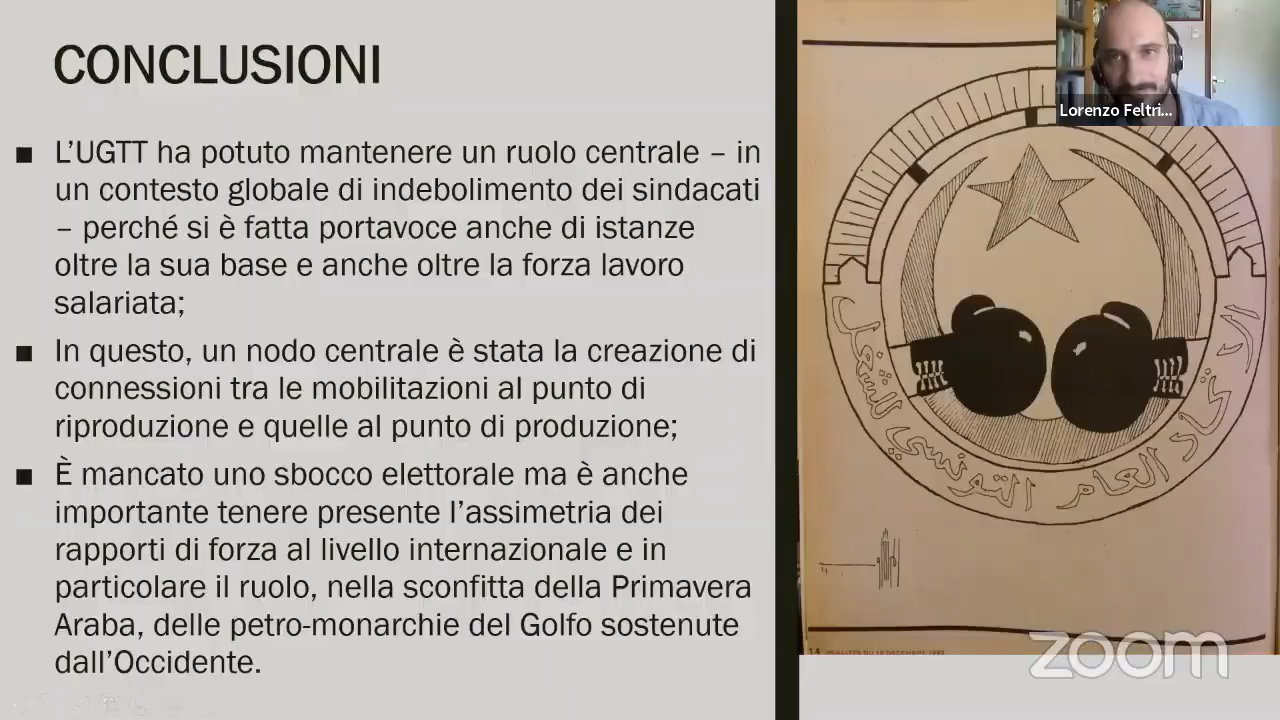 CONCLUSIONI
Lorenzo Feltri...
■ L’UGTT ha potuto mantenere un ruolo centrale – in
un contesto globale di indebolimento dei sindacati
– perché si è fatta portavoce anche di istanze
oltre la sua base e anche oltre la forza lavoro
salariata;
■ In questo, un nodo centrale è stata la creazione di
connessioni tra le mobilitazioni al punto di
riproduzione e quelle al punto di produzione;
■ È mancato uno sbocco elettorale ma è anche
importante tenere presente l’assimetria dei
rapporti di forza al livello internazionale e in
particolare il ruolo, nella sconfitta della Primavera
Araba, delle petro-monarchie del Golfo sostenute
dall’Occidente.
الاتحاد العام التونسي للشغل
14
zoom